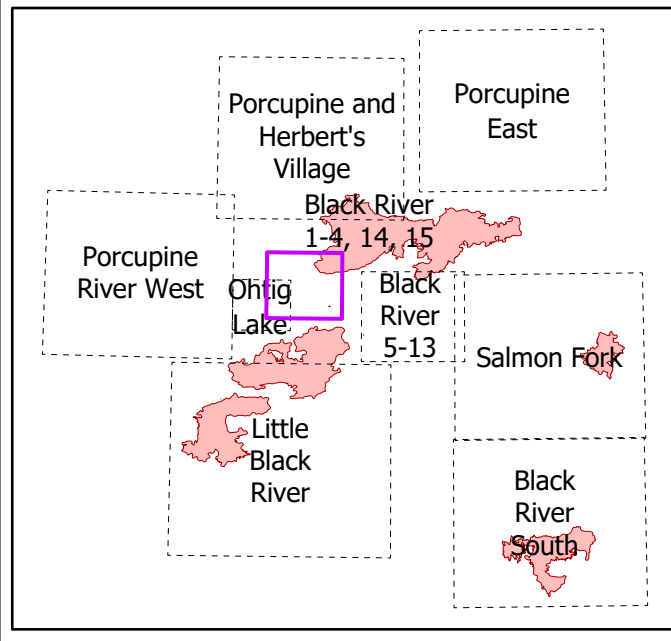 Porcupine and
Herbert's
Village
Porcupine
East
Black River
1-4, 14, 15
Porcupine
River West
Ohtig
Lake
Black
River
5-13
Salmon Fork
Little
Black
River
Black
River
South